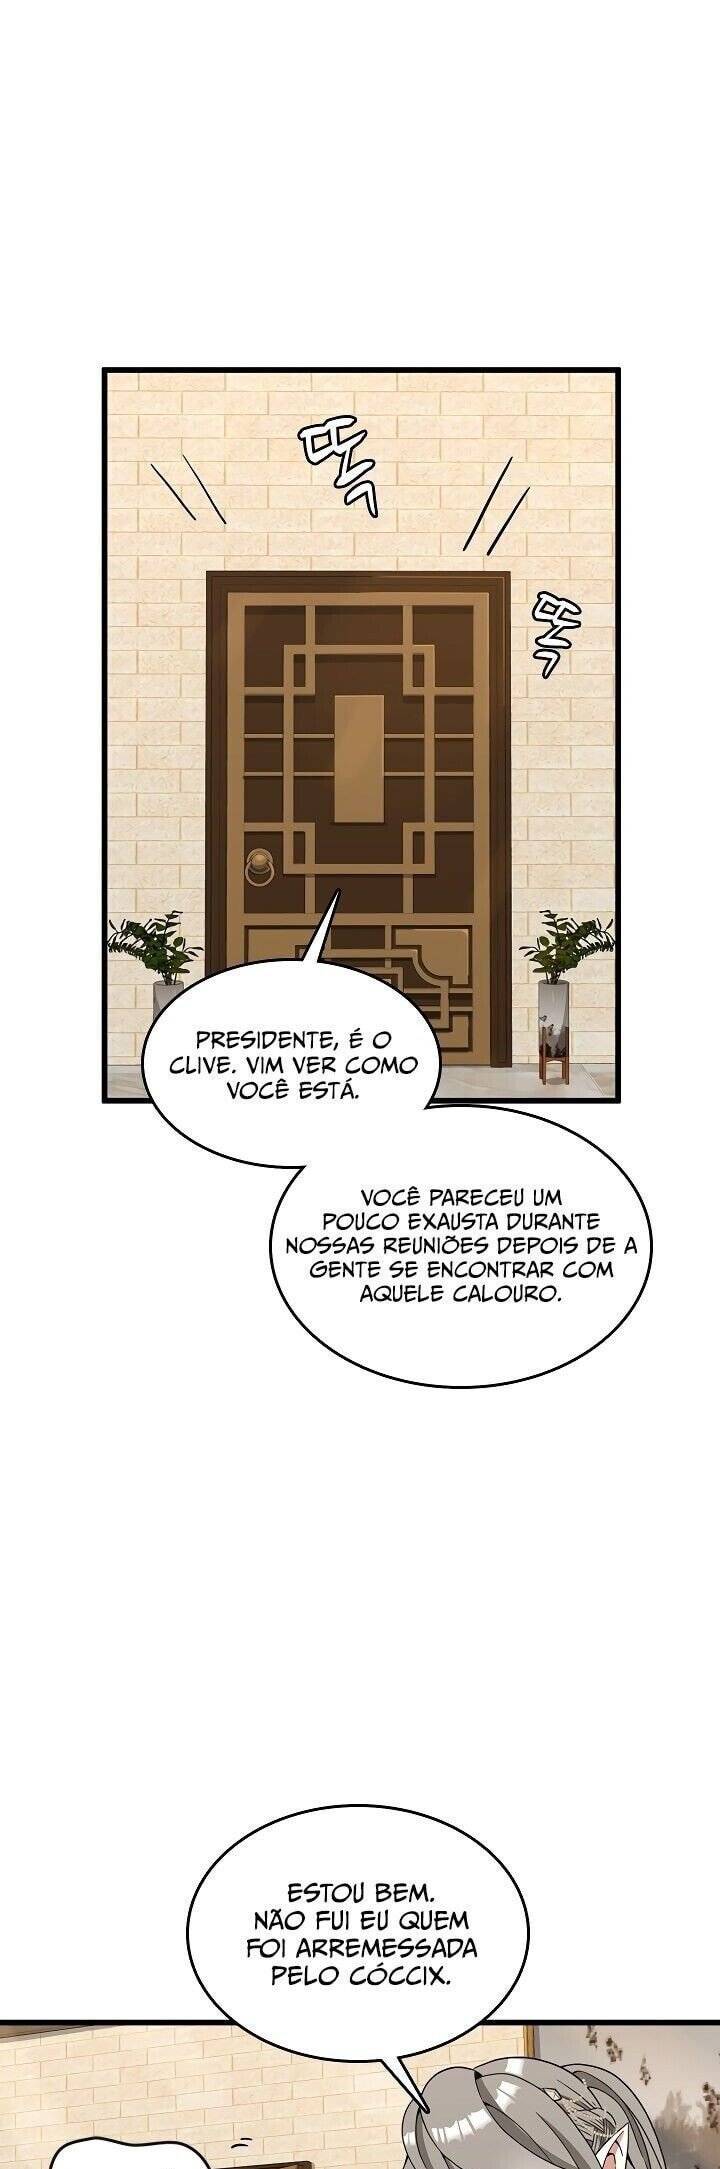 똑
똑
PRESIDENTE, É O
CLIVE. VIM VER COMO
VOCÊ ESTÁ.
VOCÊ PARECEU UM
POUCO EXAUSTA DURANTE
NOSSAS REUNIÕES DEPOIS DE A
GENTE SE ENCONTRAR COM
AQUELE CALOURO.
ESTOU BEM.
NÃO FUI EU QUEM
FOI ARREMESSADA
PELO CÓCCIX.